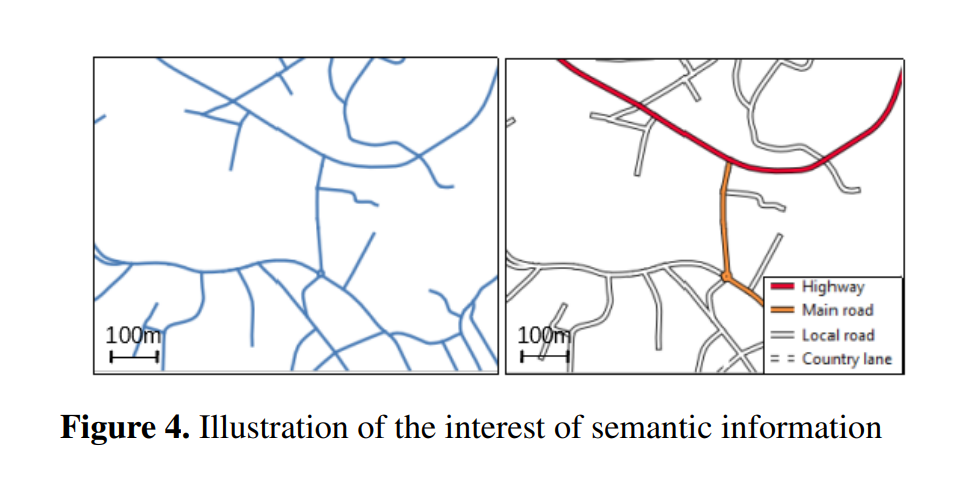 100m
100m
Highway
Main road
Local road
Country lane
Figure 4. Illustration of the interest of semantic information